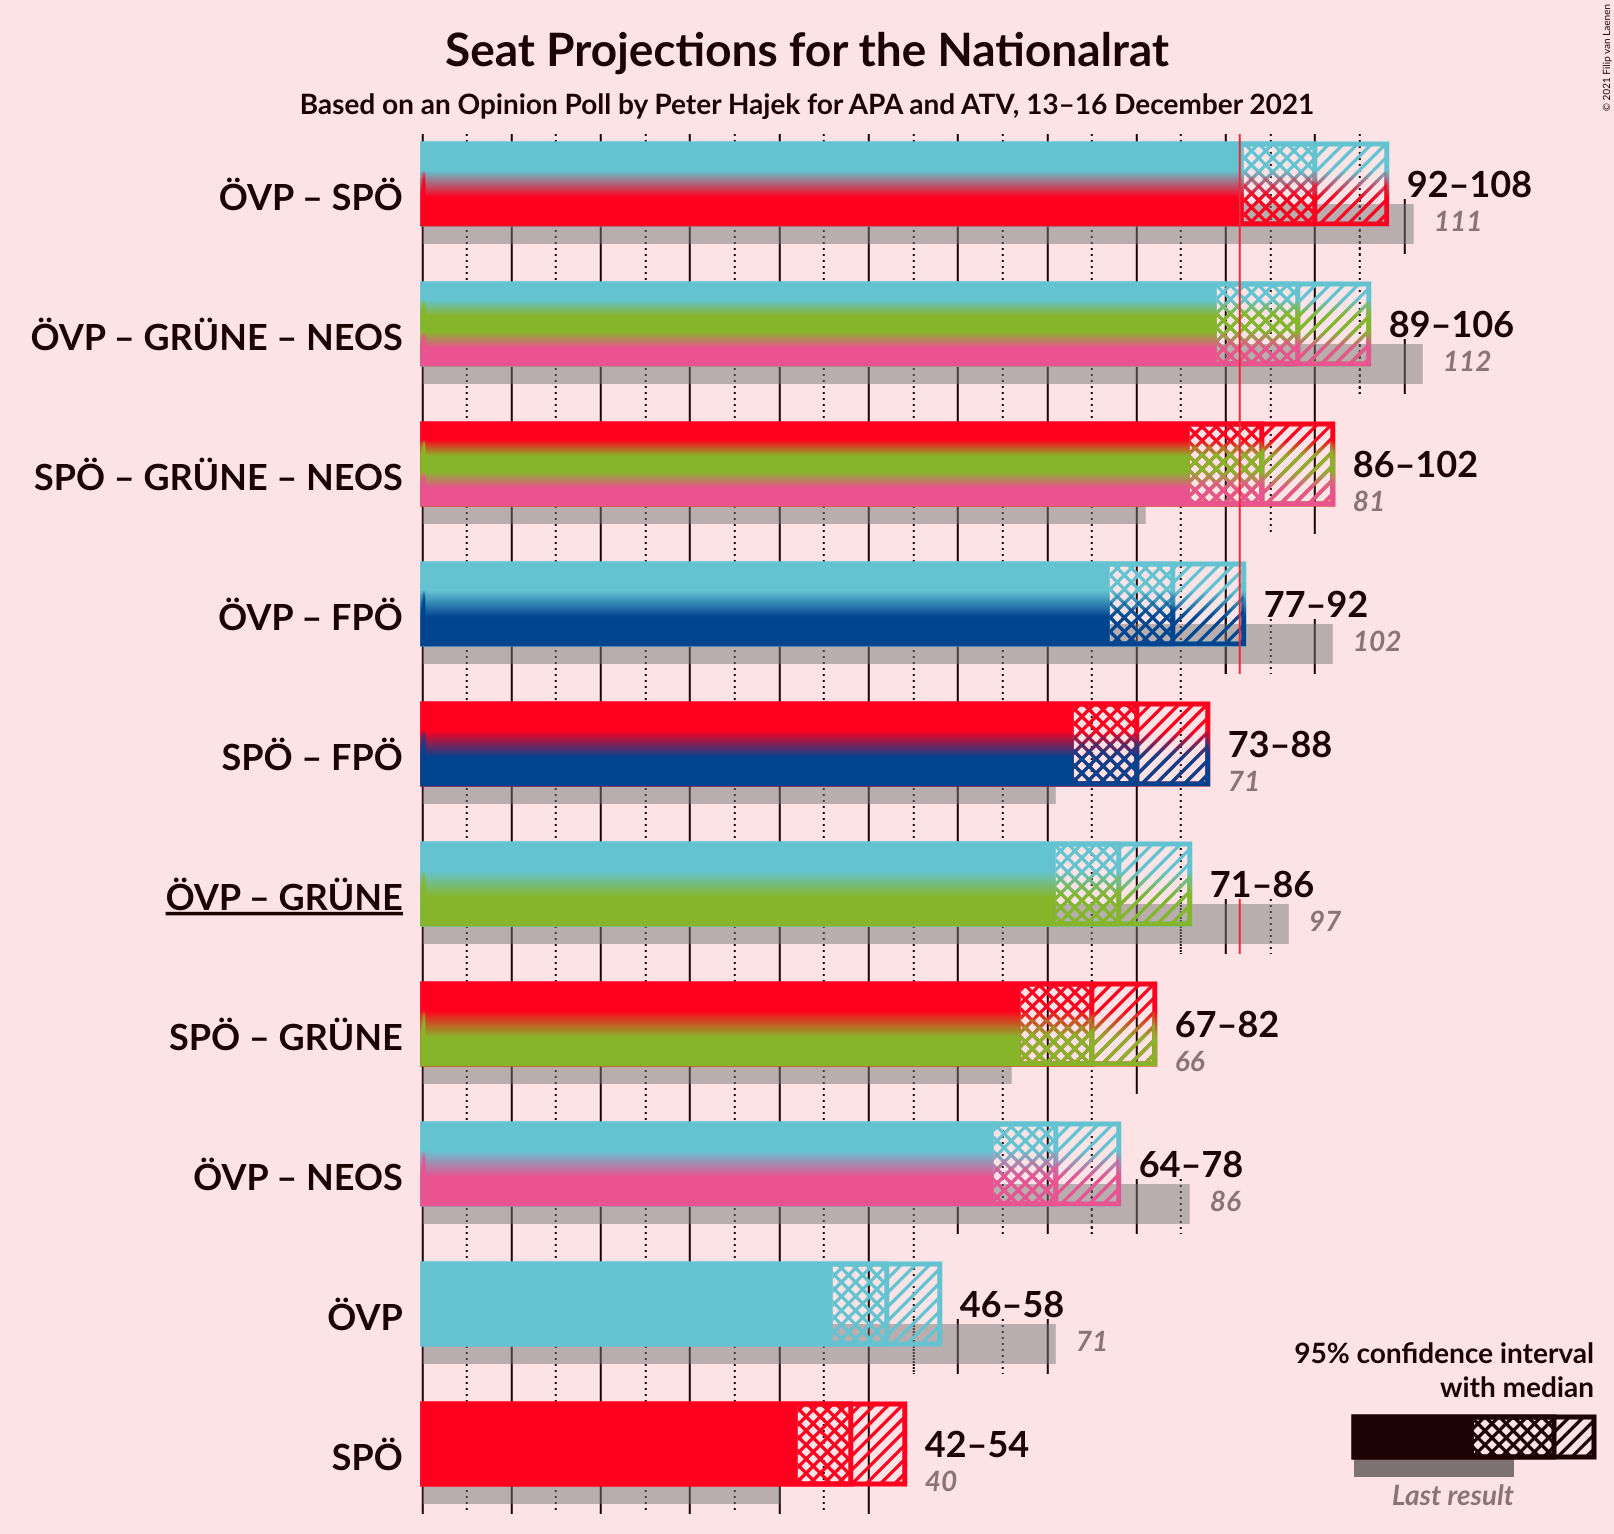 Seat Projections for the Nationalrat
Based on an Opinion Poll by Peter Hajek for APA and ATV, 13–16 December 2021
© 2021 Filip van Laenen
ÖVP – SPÖ
92–108
111
ÖVP – GRÜNE – NEOS
89–106
112
SPÖ – GRÜNE – NEOS
86–102
81
ÖVP – FPÖ
77–92
102
SPÖ – FPÖ
73–88
71
ÖVP – GRÜNE
71–86
97
SPÖ – GRÜNE
67–82
66
ÖVP – NEOS
64–78
86
ÖVP
46–58
71
SPÖ
42–54
40
95% confidence interval
with median
Last result